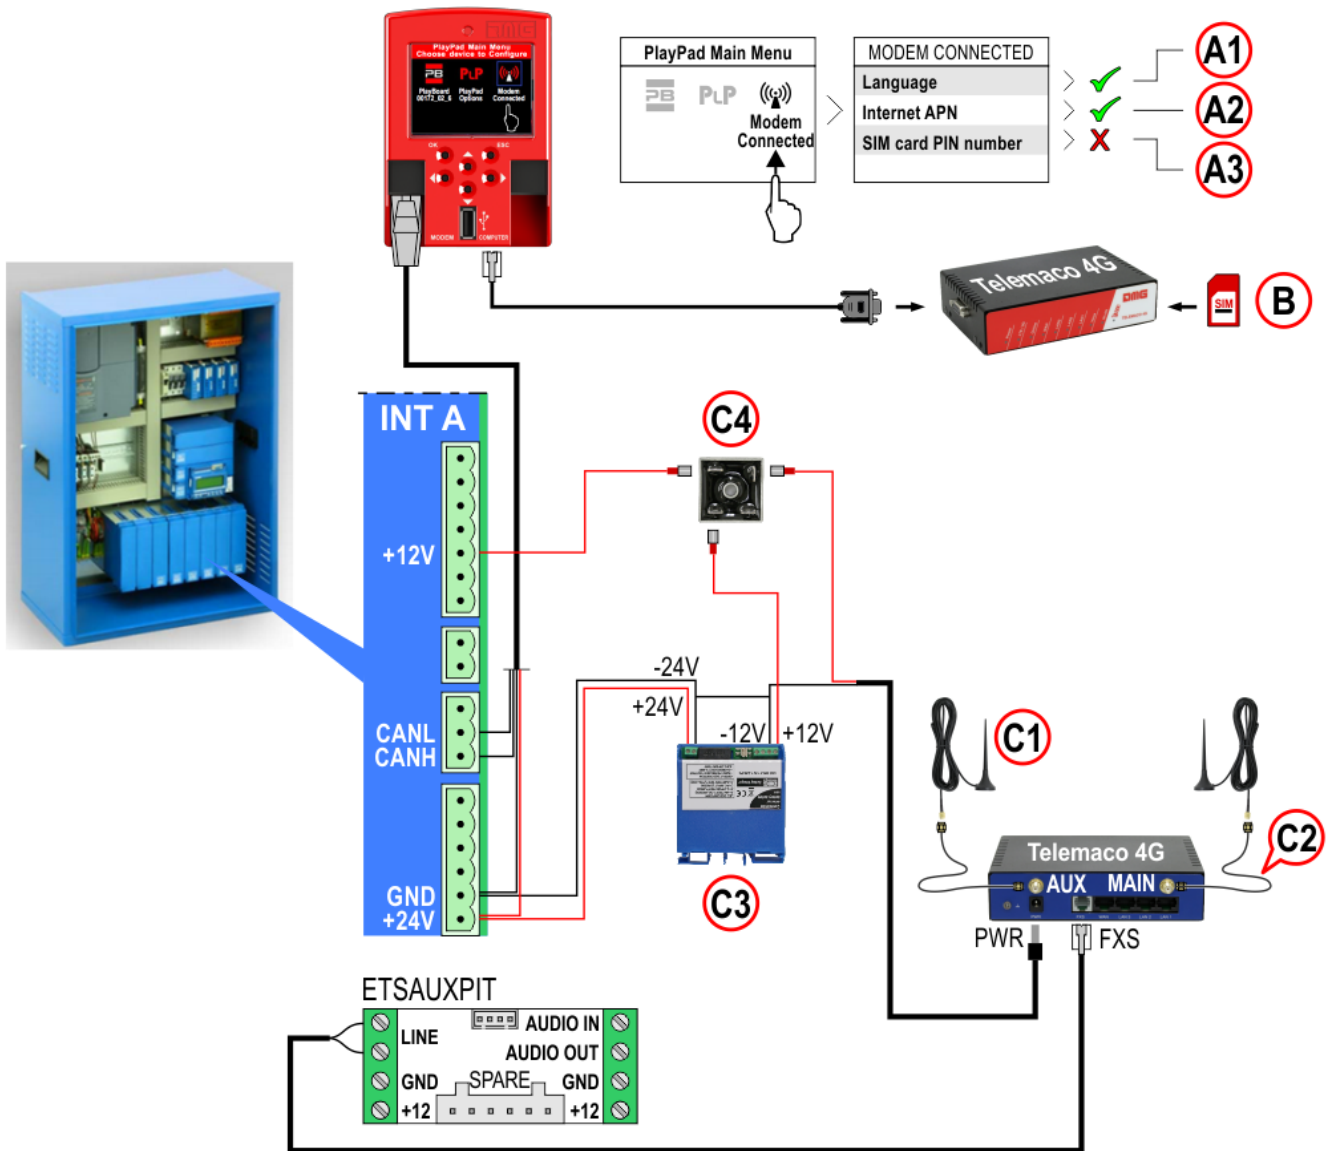 DMG
PlayPad Main Menu
Choose device to Configure
PB
PLP
PlayBoard
00172_02_6
PlayPad
Options
Modem
Connected
OK
ESC
MODEM
COMPUTER
PlayPad Main Menu
PB
PLP
Modem
Connected
MODEM CONNECTED
Language
Internet APN
SIM card PIN number
A1
A2
A3
Telemaco 4G
DMG
SIM
B
INT A
+12V
CANL
CANH
GND
+24V
C4
-24V
+24V
-12V
+12V
C3
C1
C2
Telemaco 4G
AUX
MAIN
PWR
FXS
ETSAUXPIT
LINE
AUDIO IN
AUDIO OUT
GND
SPARE
GND
+12
+12